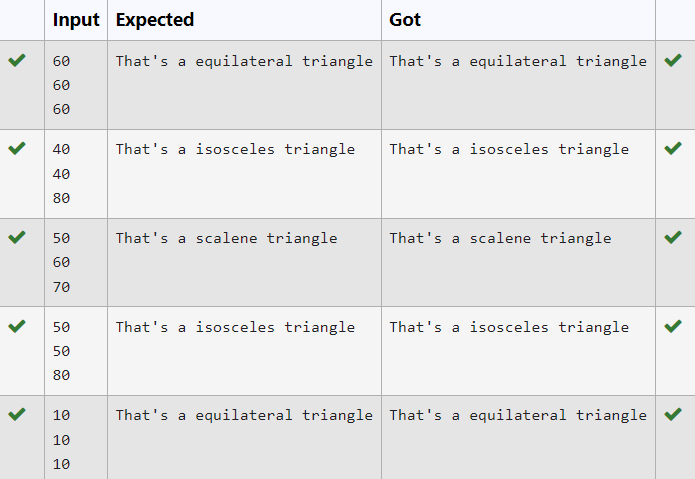 Input Expected Got
60 That's a equilateral triangle That's a equilateral triangle
60
60
40 That's a isosceles triangle That's a isosceles triangle
40
80
50 That's a scalene triangle That's a scalene triangle
60
70
50 That's a isosceles triangle That's a isosceles triangle
50
80
10 That's a equilateral triangle That's a equilateral triangle
10
10